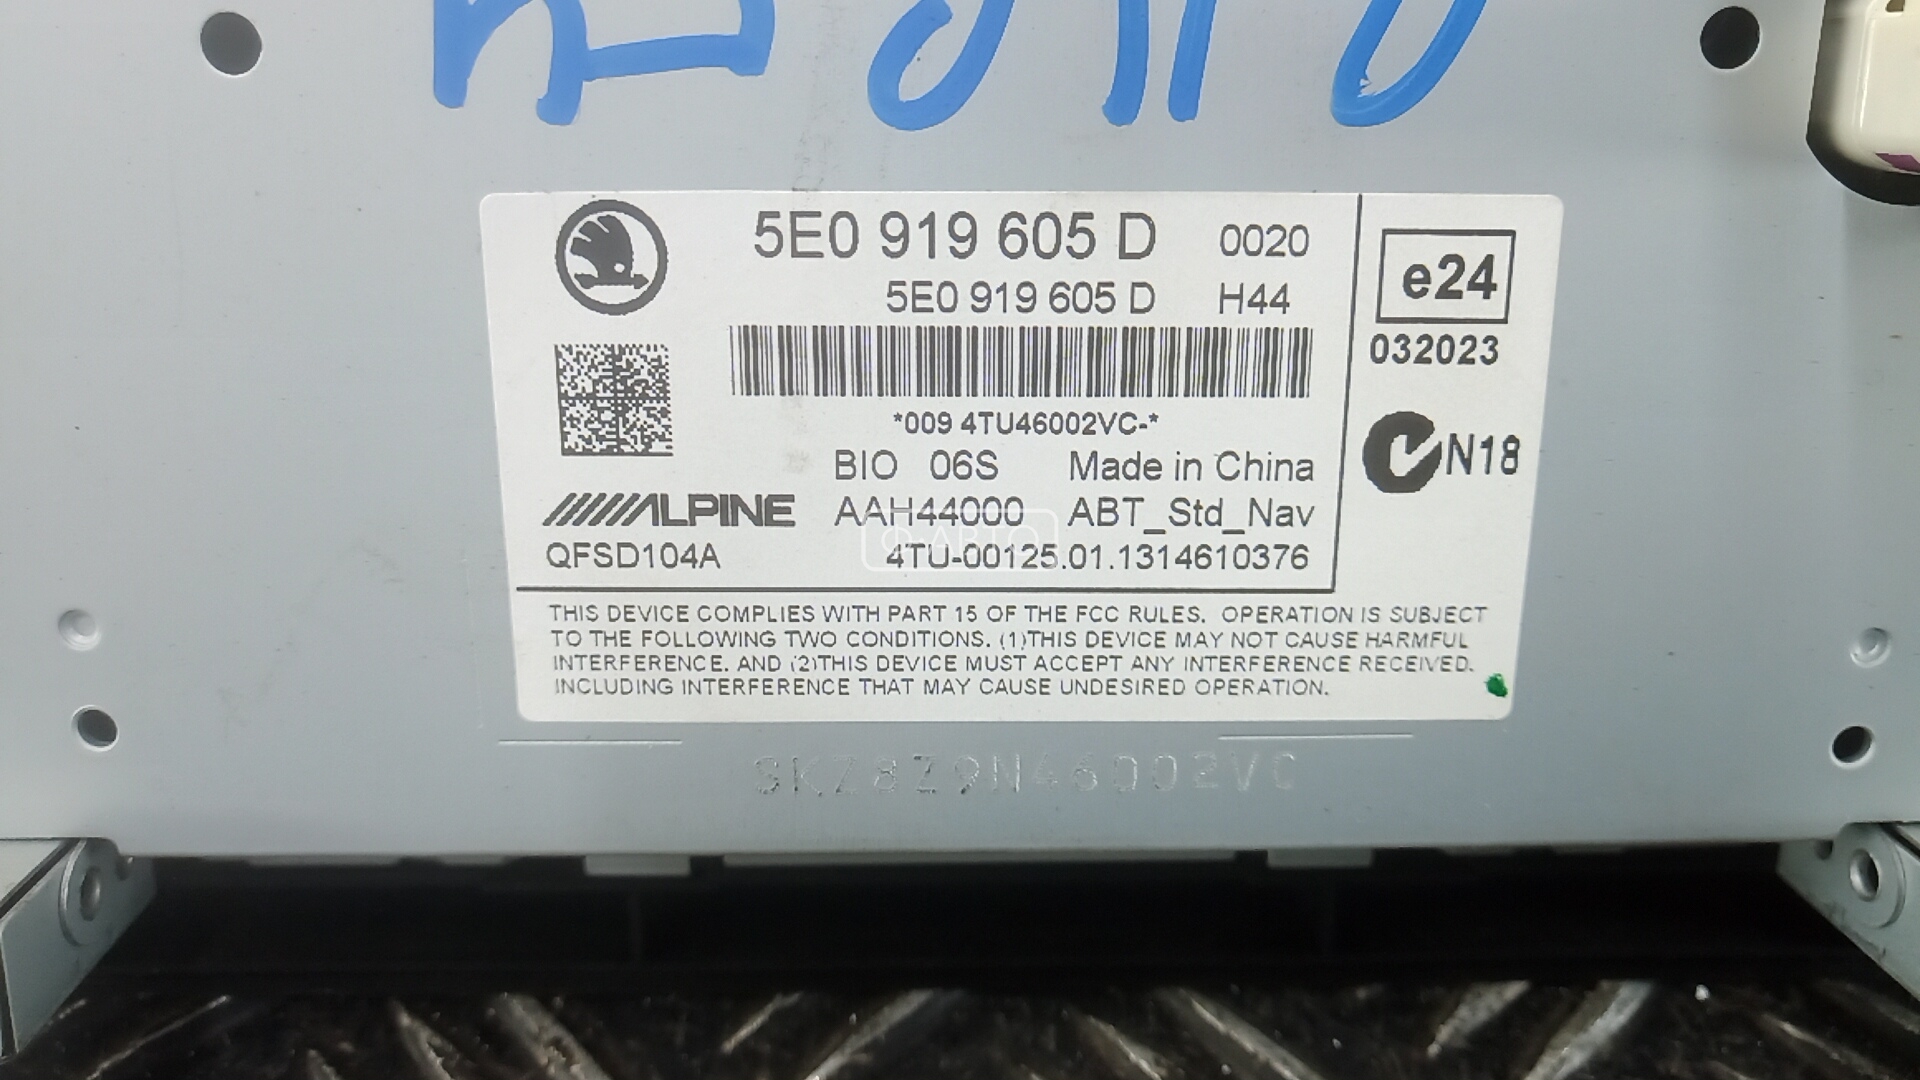 5E0 919 605 D 0020
5E0 919 605 D H44
e24
032023
*009 4TU46002VC-*
N18
BIO 06S Made in China
ALPINE AAH44000 ABT_Std_Nav
QFSD104A 4TU-00125.01.1314610376
Ф-АВТО
THIS DEVICE COMPLIES WITH PART 15 OF THE FCC RULES. OPERATION IS SUBJECT
TO THE FOLLOWING TWO CONDITIONS. (1)THIS DEVICE MAY NOT CAUSE HARMFUL
INTERFERENCE. AND (2)THIS DEVICE MUST ACCEPT ANY INTERFERENCE RECEIVED.
INCLUDING INTERFERENCE THAT MAY CAUSE UNDESIRED OPERATION.
SKZ8Z9N46002VC